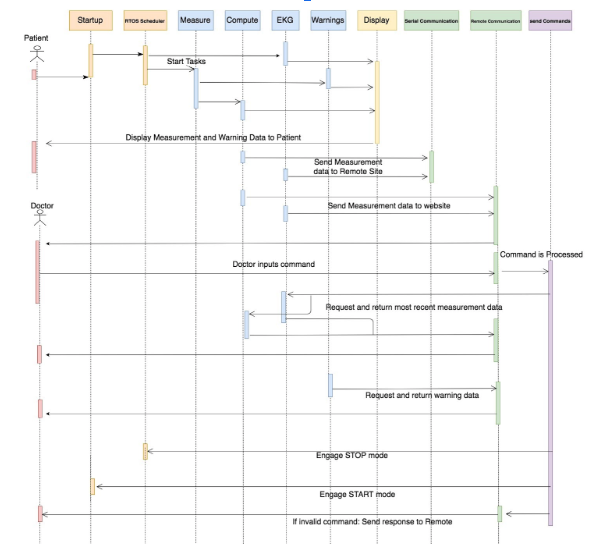 Startup
RTOS Scheduler
Measure
Compute
EKG
Warnings
Display
Serial Communication
Remote Communication
send Commands
Patient
Start Tasks
Display Measurement and Warning Data to Patient
Send Measurement
data to Remote Site
Doctor
Send Measurement data to website
Command is Processed
Doctor inputs command
Request and return most recent measurement data
Request and return warning data
Engage STOP mode
Engage START mode
If invalid command: Send response to Remote